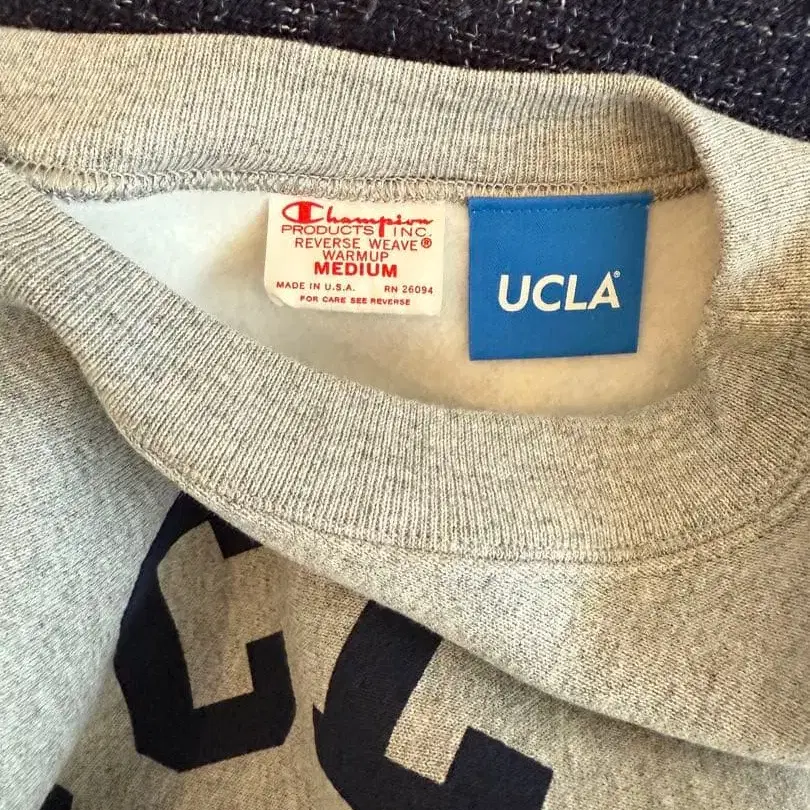 Champion
PRODUCTS INC.
REVERSE WEAVE®
WARMUP
MEDIUM
MADE IN U.S.A. RN 26094
FOR CARE SEE REVERSE
UCLA®